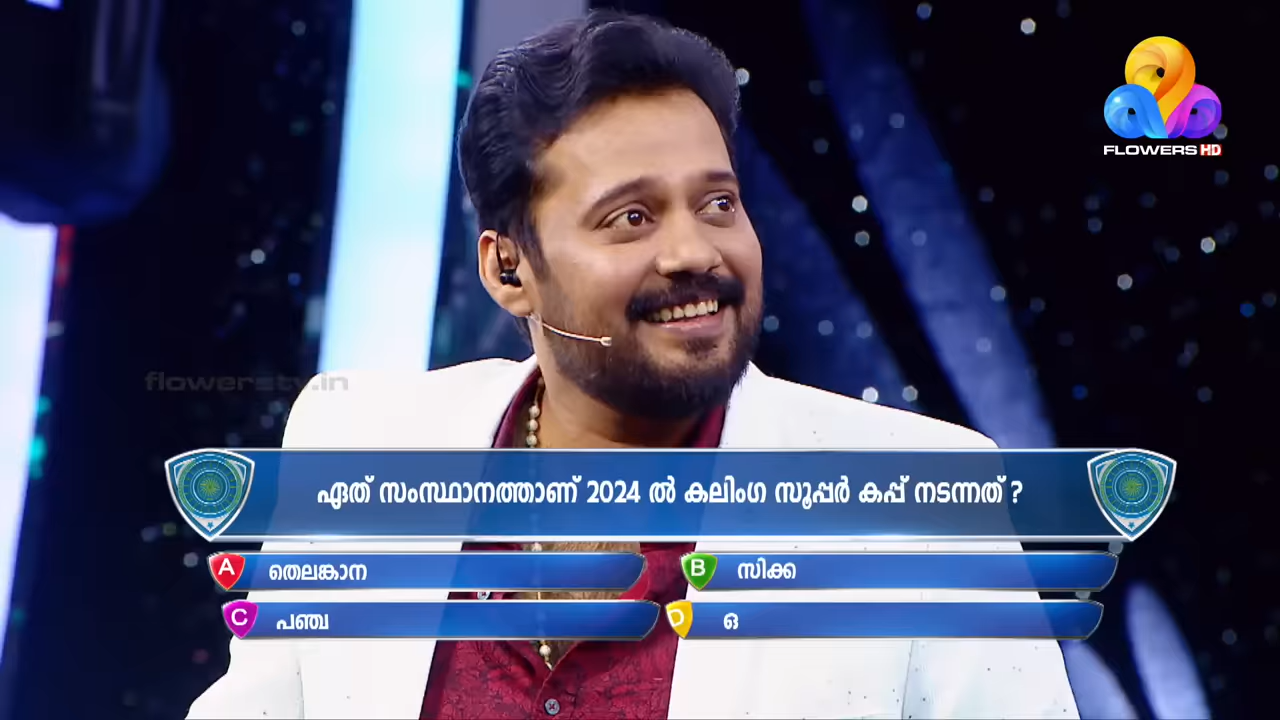 FLOWERS HD
flowerstv.in
ഏത് സംസ്ഥാനത്താണ് 2024 ൽ കലിംഗ സൂപ്പർ കപ്പ് നടന്നത് ?
A തെലങ്കാന
B സിക്ക
C പഞ്ച
D ഒ